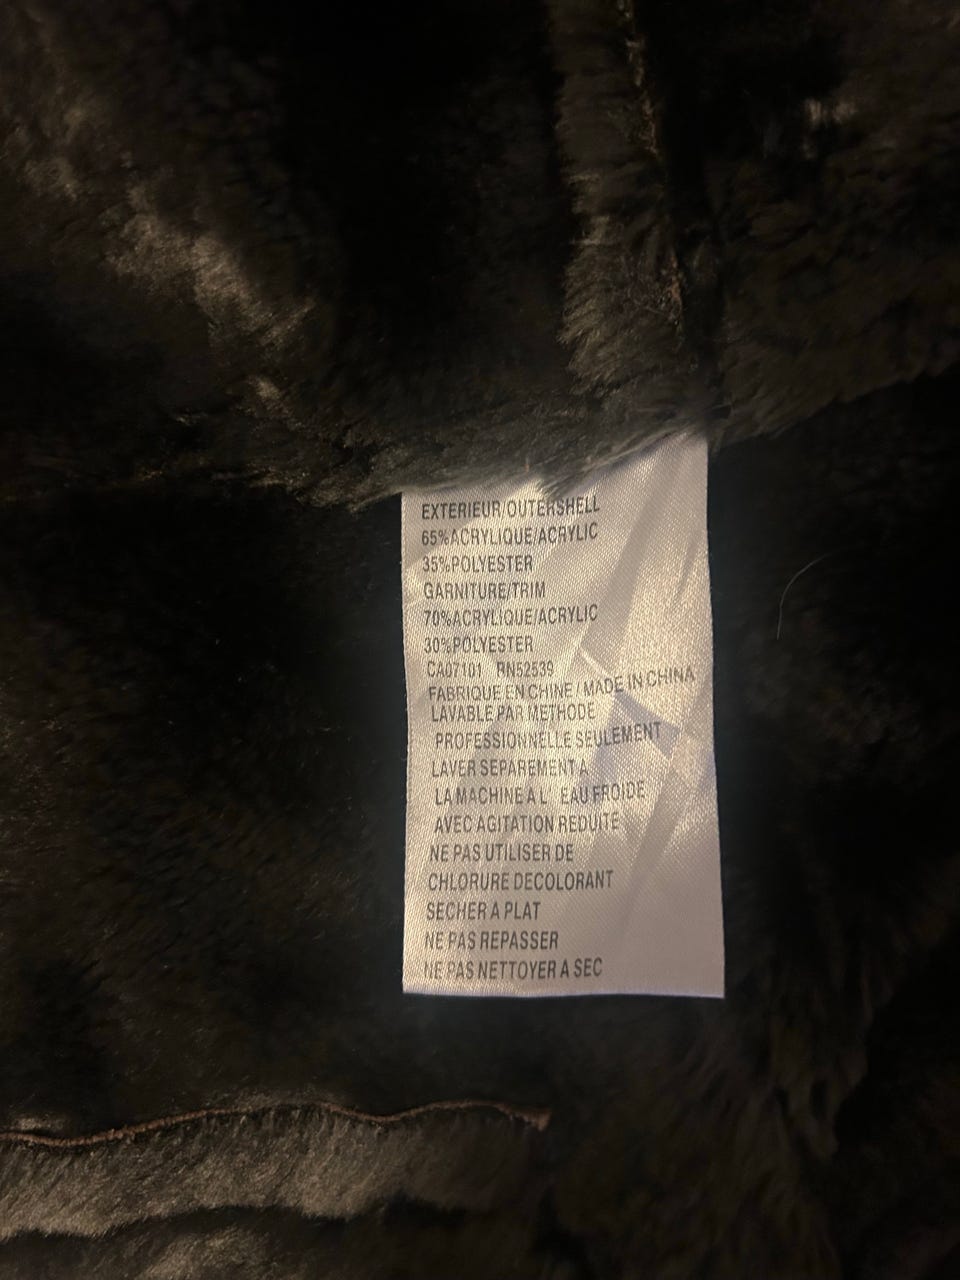 EXTERIEUR/OUTERSHELL
65%ACRYLIQUE/ACRYLIC
35%POLYESTER
GARNITURE/TRIM
70%ACRYLIQUE/ACRYLIC
30%POLYESTER
CA07101 RN52539
FABRIQUE EN CHINE / MADE IN CHINA
LAVABLE PAR METHODE
PROFESSIONNELLE SEULEMENT
LAVER SEPAREMENT A
LA MACHINE A L EAU FROIDE
AVEC AGITATION REDUITE
NE PAS UTILISER DE
CHLORURE DECOLORANT
SECHER A PLAT
NE PAS REPASSER
NE PAS NETTOYER A SEC